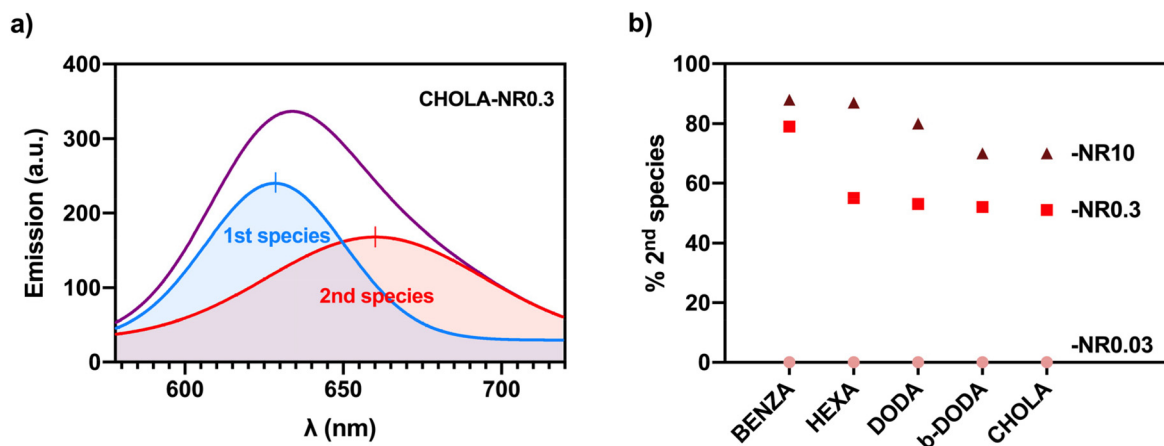 a)
400
300
200
100
0
Emission (a.u.)
600
650
700
λ (nm)
CHOLA-NR0.3
1st species
2nd species
b)
100
80
60
40
20
0
% 2nd species
-NR10
-NR0.3
-NR0.03
BENZA
HEXA
DODA
b-DODA
CHOLA